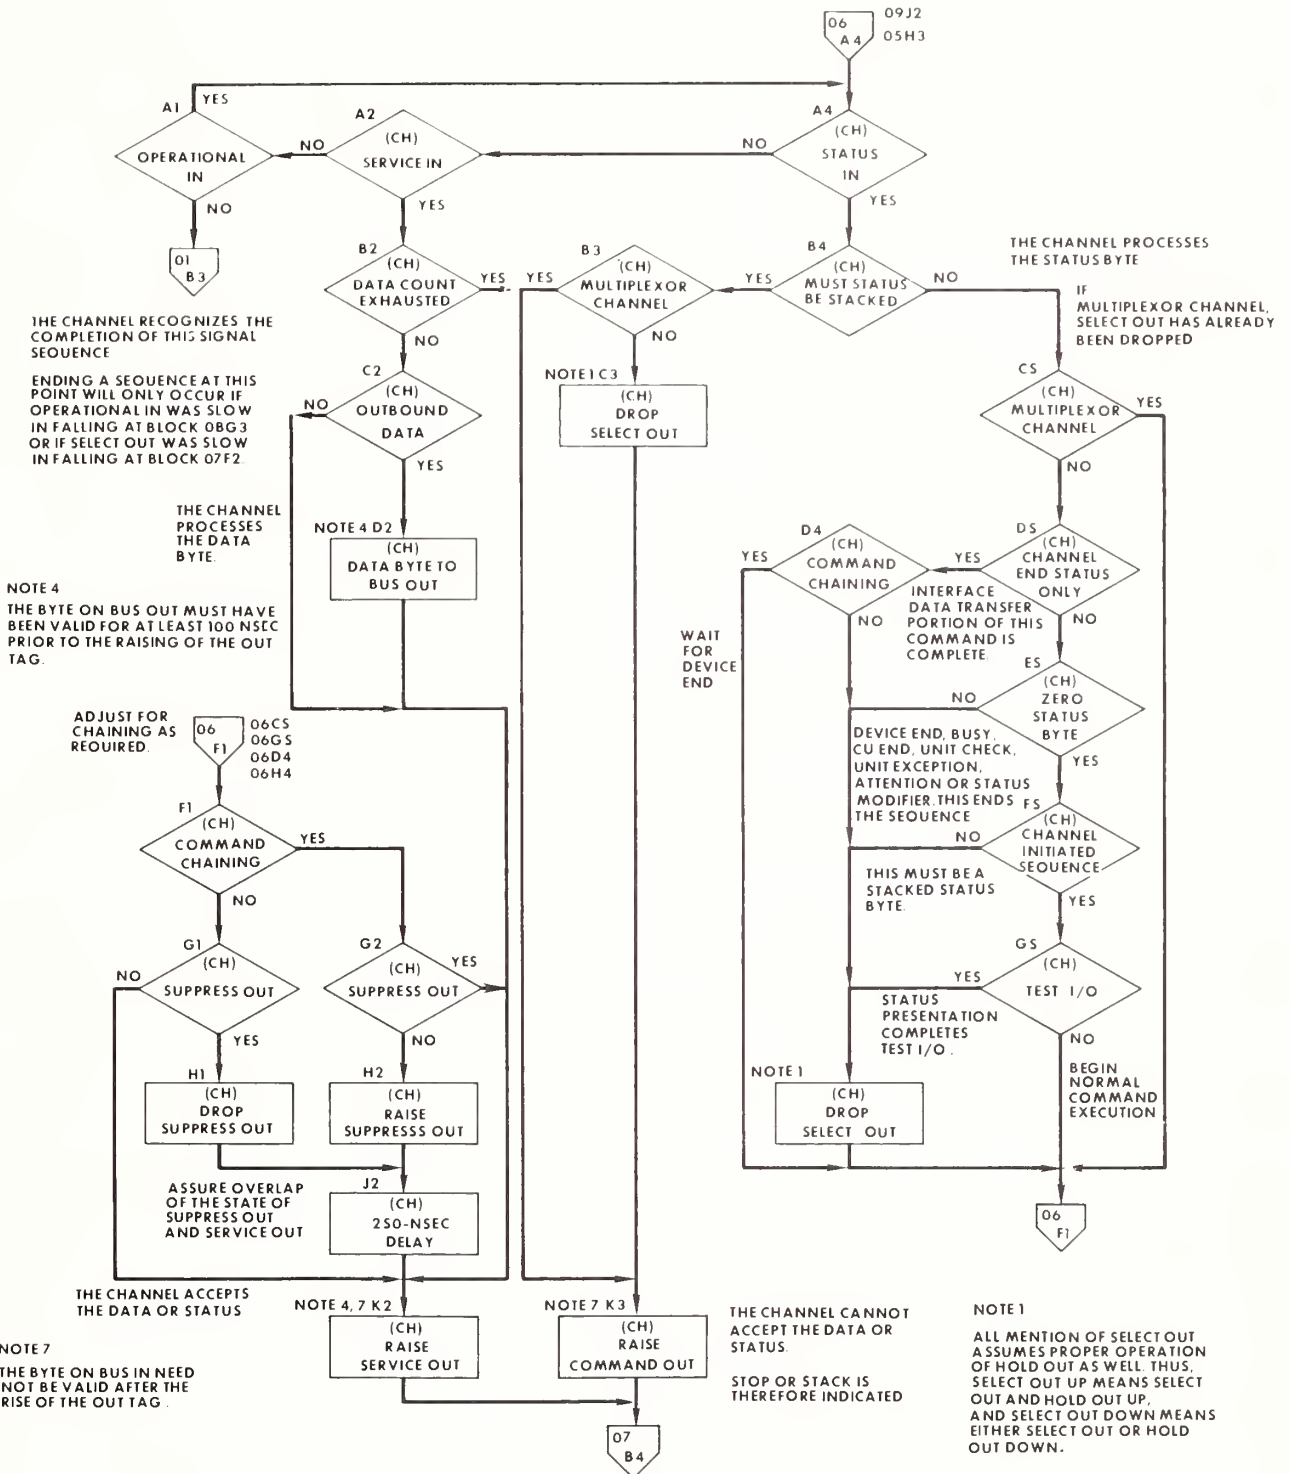 06
A4
09J2
05H3
A1
YES
OPERATIONAL
IN
NO
01
B3
A2
(CH)
SERVICE IN
NO
YES
A4
(CH)
STATUS
IN
NO
YES
B2
(CH)
DATA COUNT
EXHAUSTED
YES
NO
B3
(CH)
MULTIPLEXOR
CHANNEL
YES
NO
B4
(CH)
MUST STATUS
BE STACKED
YES
NO
THE CHANNEL PROCESSES
THE STATUS BYTE
IF
MULTIPLEXOR CHANNEL,
SELECT OUT HAS ALREADY
BEEN DROPPED
THE CHANNEL RECOGNIZES THE
COMPLETION OF THIS SIGNAL
SEQUENCE
ENDING A SEQUENCE AT THIS
POINT WILL ONLY OCCUR IF
OPERATIONAL IN WAS SLOW
IN FALLING AT BLOCK 0BG3
OR IF SELECT OUT WAS SLOW
IN FALLING AT BLOCK 07F2.
C2
(CH)
OUTBOUND
DATA
NO
YES
NOTE 1 C3
(CH)
DROP
SELECT OUT
CS
(CH)
MULTIPLEXOR
CHANNEL
YES
NO
THE CHANNEL
PROCESSES
THE DATA
BYTE.
NOTE 4 D2
(CH)
DATA BYTE TO
BUS OUT
D4
(CH)
COMMAND
CHAINING
YES
NO
DS
(CH)
CHANNEL
END STATUS
ONLY
YES
NO
INTERFACE
DATA TRANSFER
PORTION OF THIS
COMMAND IS
COMPLETE.
NOTE 4
THE BYTE ON BUS OUT MUST HAVE
BEEN VALID FOR AT LEAST 100 NSEC
PRIOR TO THE RAISING OF THE OUT
TAG.
WAIT
FOR
DEVICE
END
ES
(CH)
ZERO
STATUS
BYTE
NO
YES
ADJUST FOR
CHAINING AS
REQUIRED.
06
F1
06CS
06GS
06D4
06H4
DEVICE END, BUSY,
CU END, UNIT CHECK,
UNIT EXCEPTION,
ATTENTION OR STATUS
MODIFIER. THIS ENDS
THE SEQUENCE
F1
(CH)
COMMAND
CHAINING
YES
NO
FS
(CH)
CHANNEL
INITIATED
SEQUENCE
NO
YES
THIS MUST BE A
STACKED STATUS
BYTE.
G1
(CH)
SUPPRESS OUT
NO
YES
G2
(CH)
SUPPRESS OUT
YES
NO
GS
(CH)
TEST I/O
YES
NO
STATUS
PRESENTATION
COMPLETES
TEST I/O .
H1
(CH)
DROP
SUPPRESS OUT
H2
(CH)
RAISE
SUPPRESSS OUT
NOTE 1
(CH)
DROP
SELECT OUT
BEGIN
NORMAL
COMMAND
EXECUTION
ASSURE OVERLAP
OF THE STATE OF
SUPPRESS OUT
AND SERVICE OUT
J2
(CH)
2S0-NSEC
DELAY
06
F1
THE CHANNEL ACCEPTS
THE DATA OR STATUS
NOTE 4, 7 K2
(CH)
RAISE
SERVICE OUT
NOTE 7 K3
(CH)
RAISE
COMMAND OUT
THE CHANNEL CANNOT
ACCEPT THE DATA OR
STATUS.
STOP OR STACK IS
THEREFORE INDICATED
NOTE 7
THE BYTE ON BUS IN NEED
NOT BE VALID AFTER THE
RISE OF THE OUT TAG .
NOTE 1
ALL MENTION OF SELECT OUT
ASSUMES PROPER OPERATION
OF HOLD OUT AS WELL. THUS,
SELECT OUT UP MEANS SELECT
OUT AND HOLD OUT UP,
AND SELECT OUT DOWN MEANS
EITHER SELECT OUT OR HOLD
OUT DOWN.
07
B4